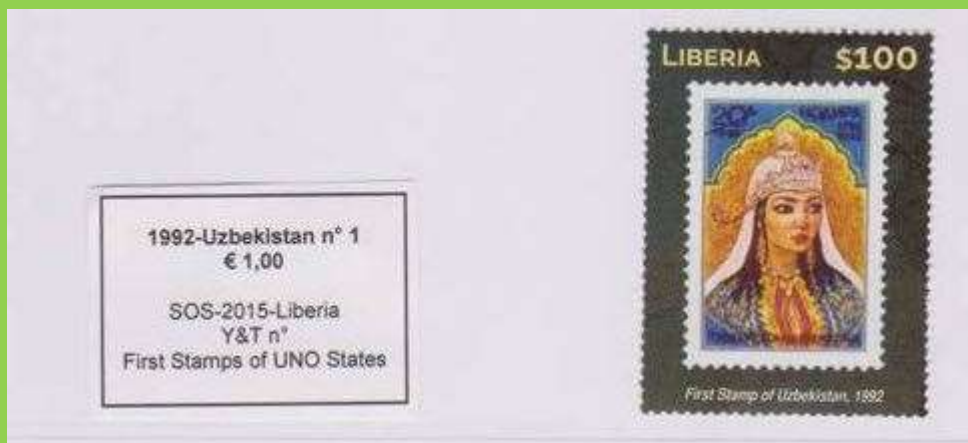 1992-Uzbekistan n° 1
€ 1,00
SOS-2015-Liberia
Y&T n°
First Stamps of UNO States
LIBERIA $100
First Stamp of Uzbekistan, 1992